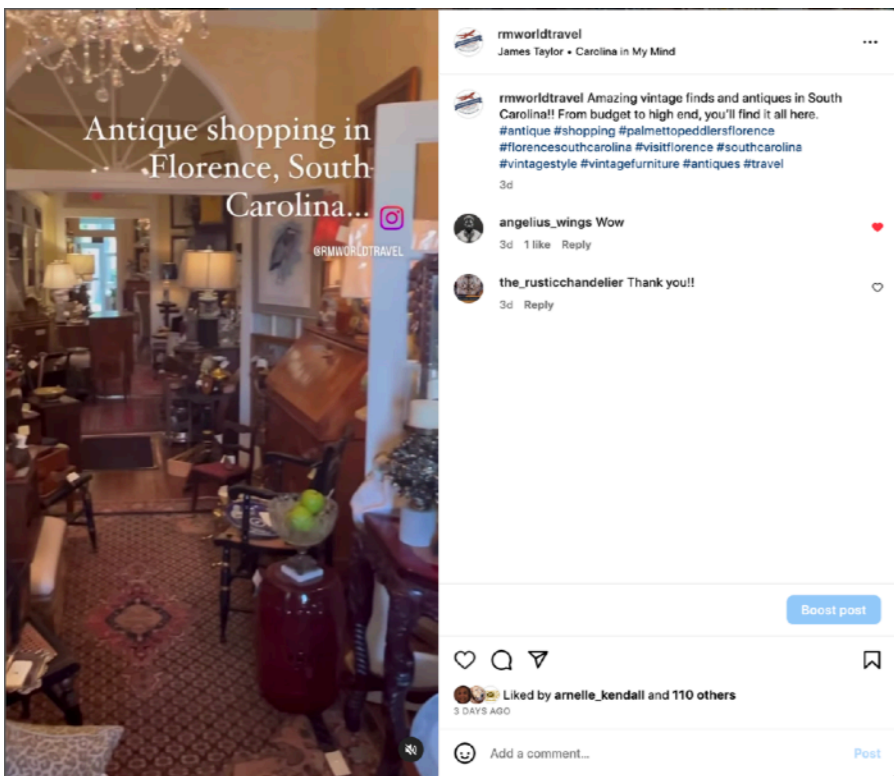 Antique shopping in
Florence, South
Carolina...
@RMWORLDTRAVEL
rmworldtravel
James Taylor • Carolina in My Mind
rmworldtravel Amazing vintage finds and antiques in South
Carolina!! From budget to high end, you'll find it all here.
#antique #shopping #palmettopeddlersflorence
#florencesouthcarolina #visitflorence #southcarolina
#vintagestyle #vintagefurniture #antiques #travel
3d
angelius_wings Wow
3d 1 like Reply
the_rusticchandelier Thank you!!
3d Reply
Boost post
Liked by arnelle_kendall and 110 others
3 DAYS AGO
Add a comment...
Post